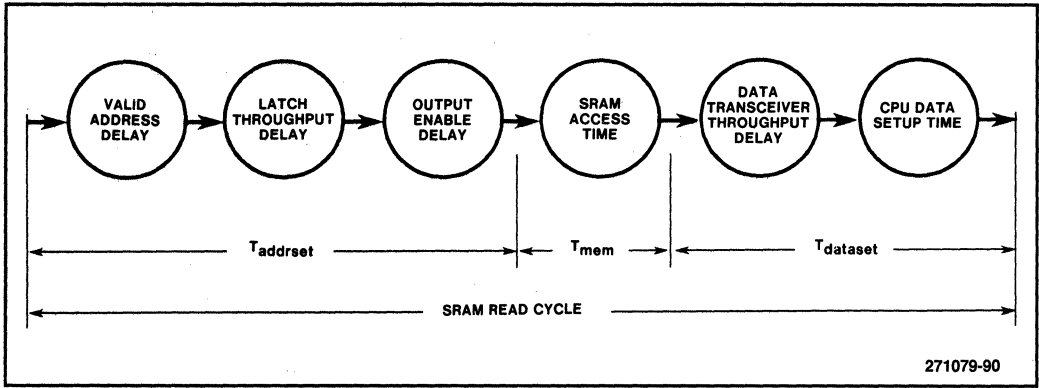 VALID
ADDRESS
DELAY
LATCH
THROUGHPUT
DELAY
OUTPUT
ENABLE
DELAY
SRAM
ACCESS
TIME
DATA
TRANSCEIVER
THROUGHPUT
DELAY
CPU DATA
SETUP TIME
Taddrset
Tmem
Tdataset
SRAM READ CYCLE
271079-90